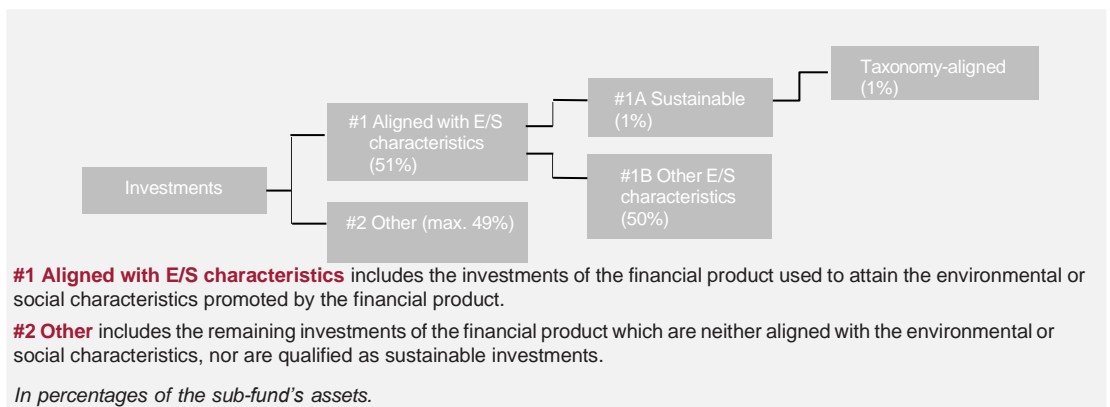 Taxonomy-aligned
(1%)
#1A Sustainable
(1%)
#1 Aligned with E/S
characteristics
(51%)
#1B Other E/S
characteristics
(50%)
Investments
#2 Other (max. 49%)
#1 Aligned with E/S characteristics includes the investments of the financial product used to attain the environmental or
social characteristics promoted by the financial product.
#2 Other includes the remaining investments of the financial product which are neither aligned with the environmental or
social characteristics, nor are qualified as sustainable investments.
In percentages of the sub-fund's assets.